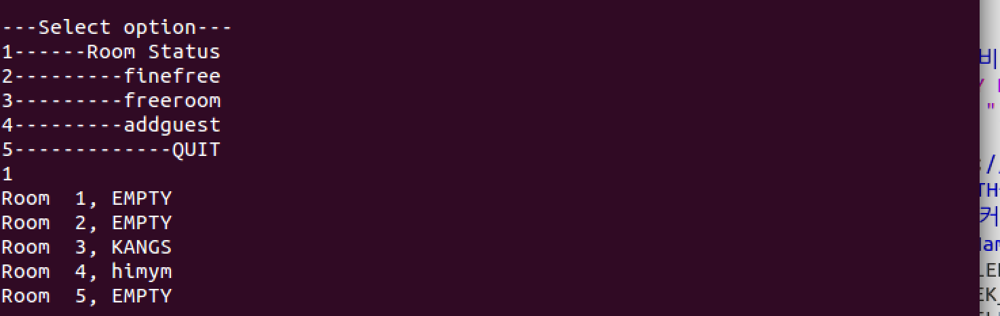 ---Select option---
1------Room Status
2---------finefree
3---------freeroom
4---------addguest
5-------------QUIT
1
Room  1, EMPTY
Room  2, EMPTY
Room  3, KANGS
Room  4, himym
Room  5, EMPTY